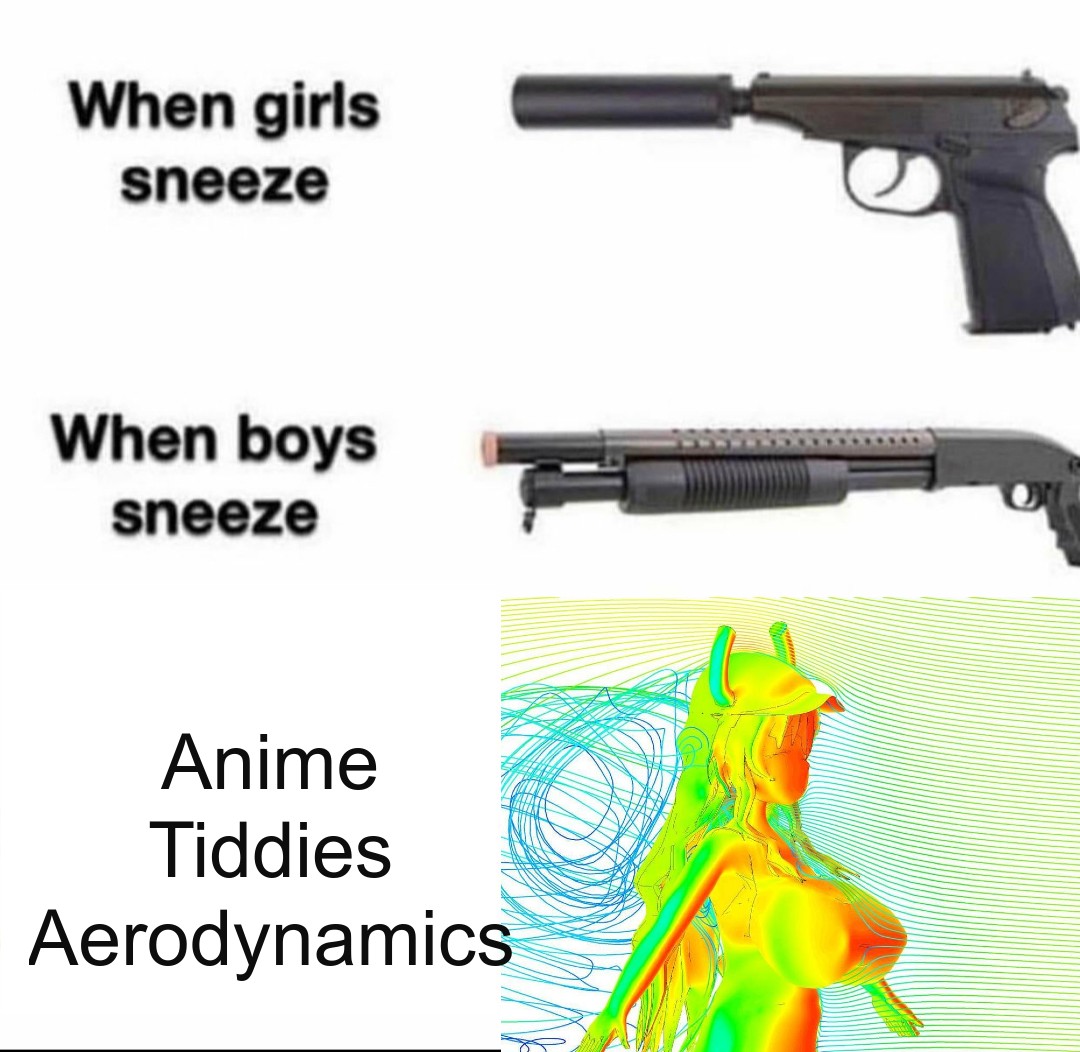 When girls
sneeze
When boys
sneeze
Anime
Tiddies
Aerodynamics